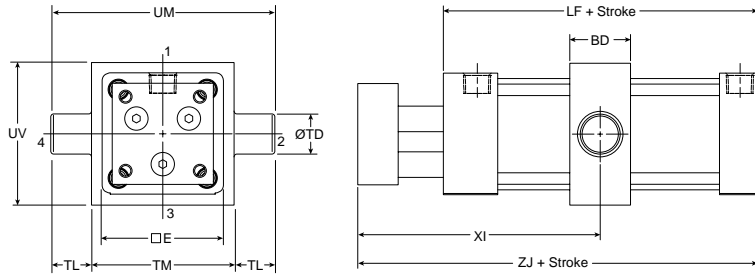 UM
1
UV
4
2
ØTD
3
□E
TL
TM
TL
LF + Stroke
BD
XI
ZJ + Stroke